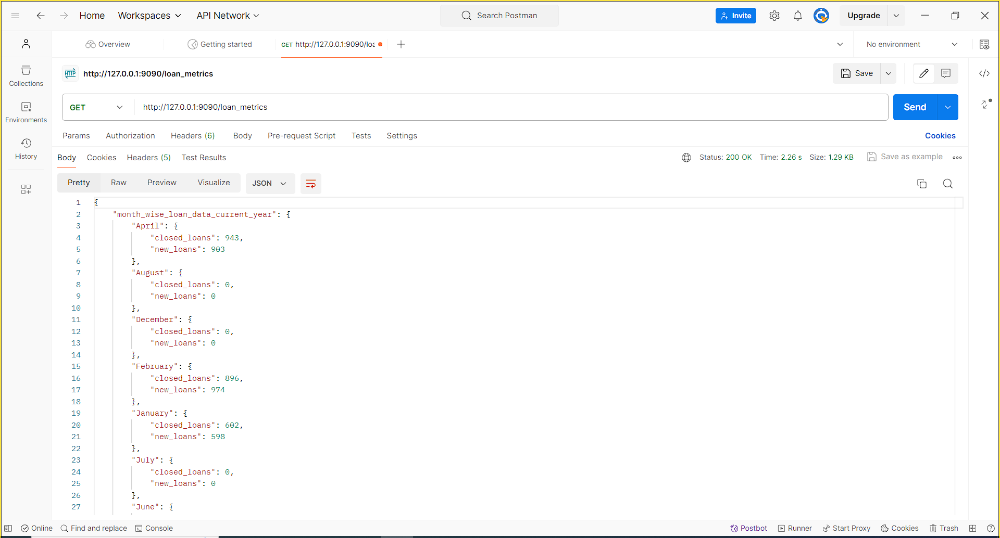 Home Workspaces API Network Search Postman Invite Upgrade
Overview Getting started GET http://127.0.0.1:9090/loa No environment
HTTP http://127.0.0.1:9090/loan_metrics Save
Collections
Environments
History
GET http://127.0.0.1:9090/loan_metrics Send
Params Authorization Headers (6) Body Pre-request Script Tests Settings Cookies
Body Cookies Headers (5) Test Results Status: 200 OK Time: 2.26 s Size: 1.29 KB Save as example
Pretty Raw Preview Visualize JSON
1 {
2 "month_wise_loan_data_current_year": {
3 "April": {
4 "closed_loans": 943,
5 "new_loans": 903
6 },
7 "August": {
8 "closed_loans": 0,
9 "new_loans": 0
10 },
11 "December": {
12 "closed_loans": 0,
13 "new_loans": 0
14 },
15 "February": {
16 "closed_loans": 896,
17 "new_loans": 974
18 },
19 "January": {
20 "closed_loans": 602,
21 "new_loans": 598
22 },
23 "July": {
24 "closed_loans": 0,
25 "new_loans": 0
26 },
27 "June": {
Online Find and replace Console Postbot Runner Start Proxy Cookies Trash